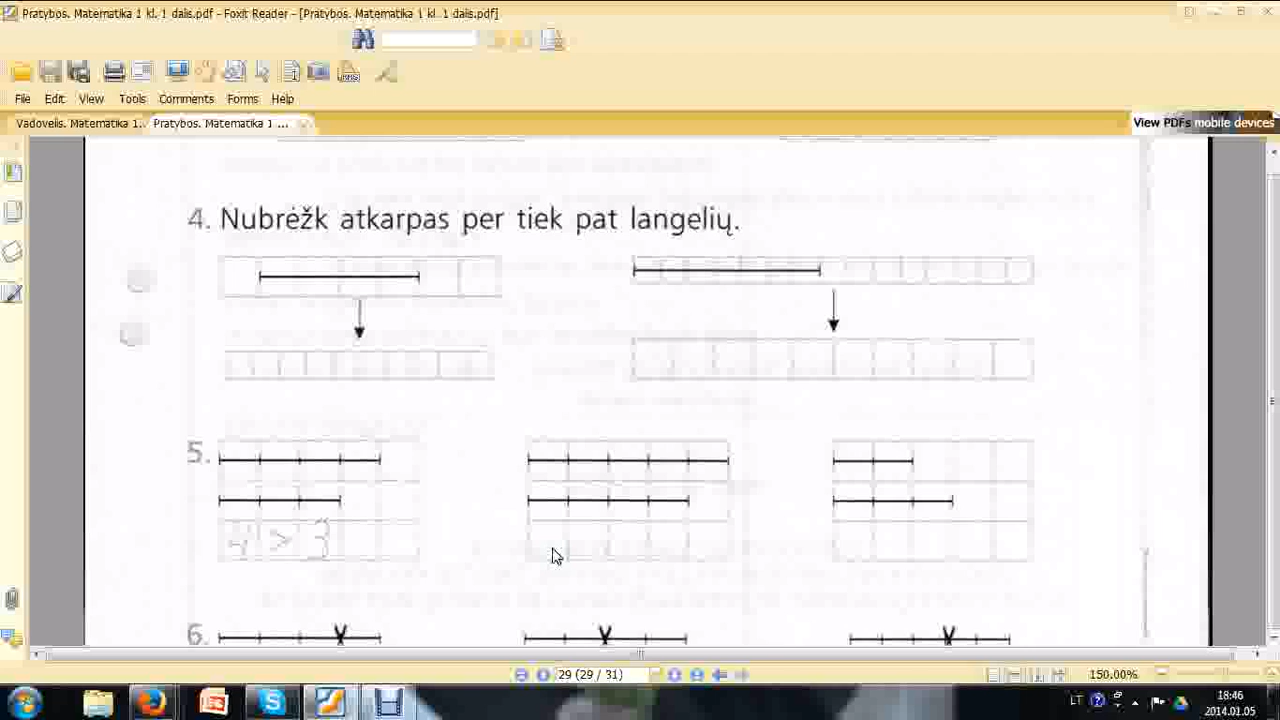 Pratybos. Matematika 1 kl. 1 dalis.pdf - Foxit Reader - [Pratybos. Matematika 1 kl. 1 dalis.pdf]
File Edit View Tools Comments Forms Help
Vadovelis. Matematika 1... Pratybos. Matematika 1 ... View PDFs mobile devices
4. Nubrėžk atkarpas per tiek pat langelių.
5.
4 > 3
6.
29 (29 / 31) 150.00%
LT 18:46
2014.01.05